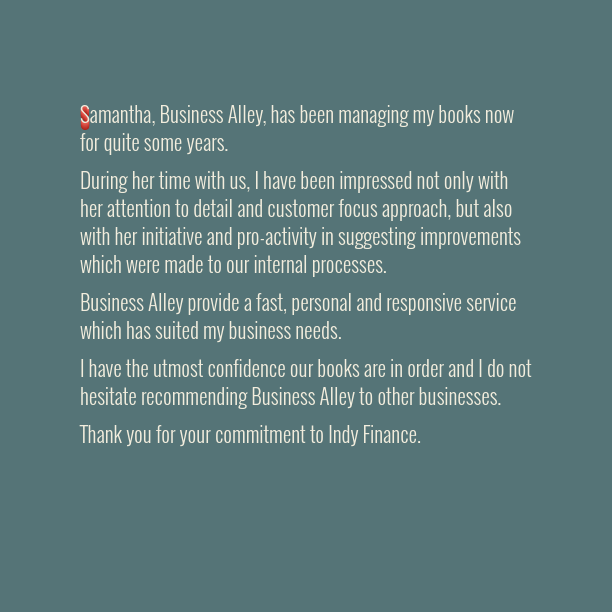 Samantha, Business Alley, has been managing my books now
for quite some years.
During her time with us, I have been impressed not only with
her attention to detail and customer focus approach, but also
with her initiative and pro-activity in suggesting improvements
which were made to our internal processes.
Business Alley provide a fast, personal and responsive service
which has suited my business needs.
I have the utmost confidence our books are in order and I do not
hesitate recommending Business Alley to other businesses.
Thank you for your commitment to Indy Finance.